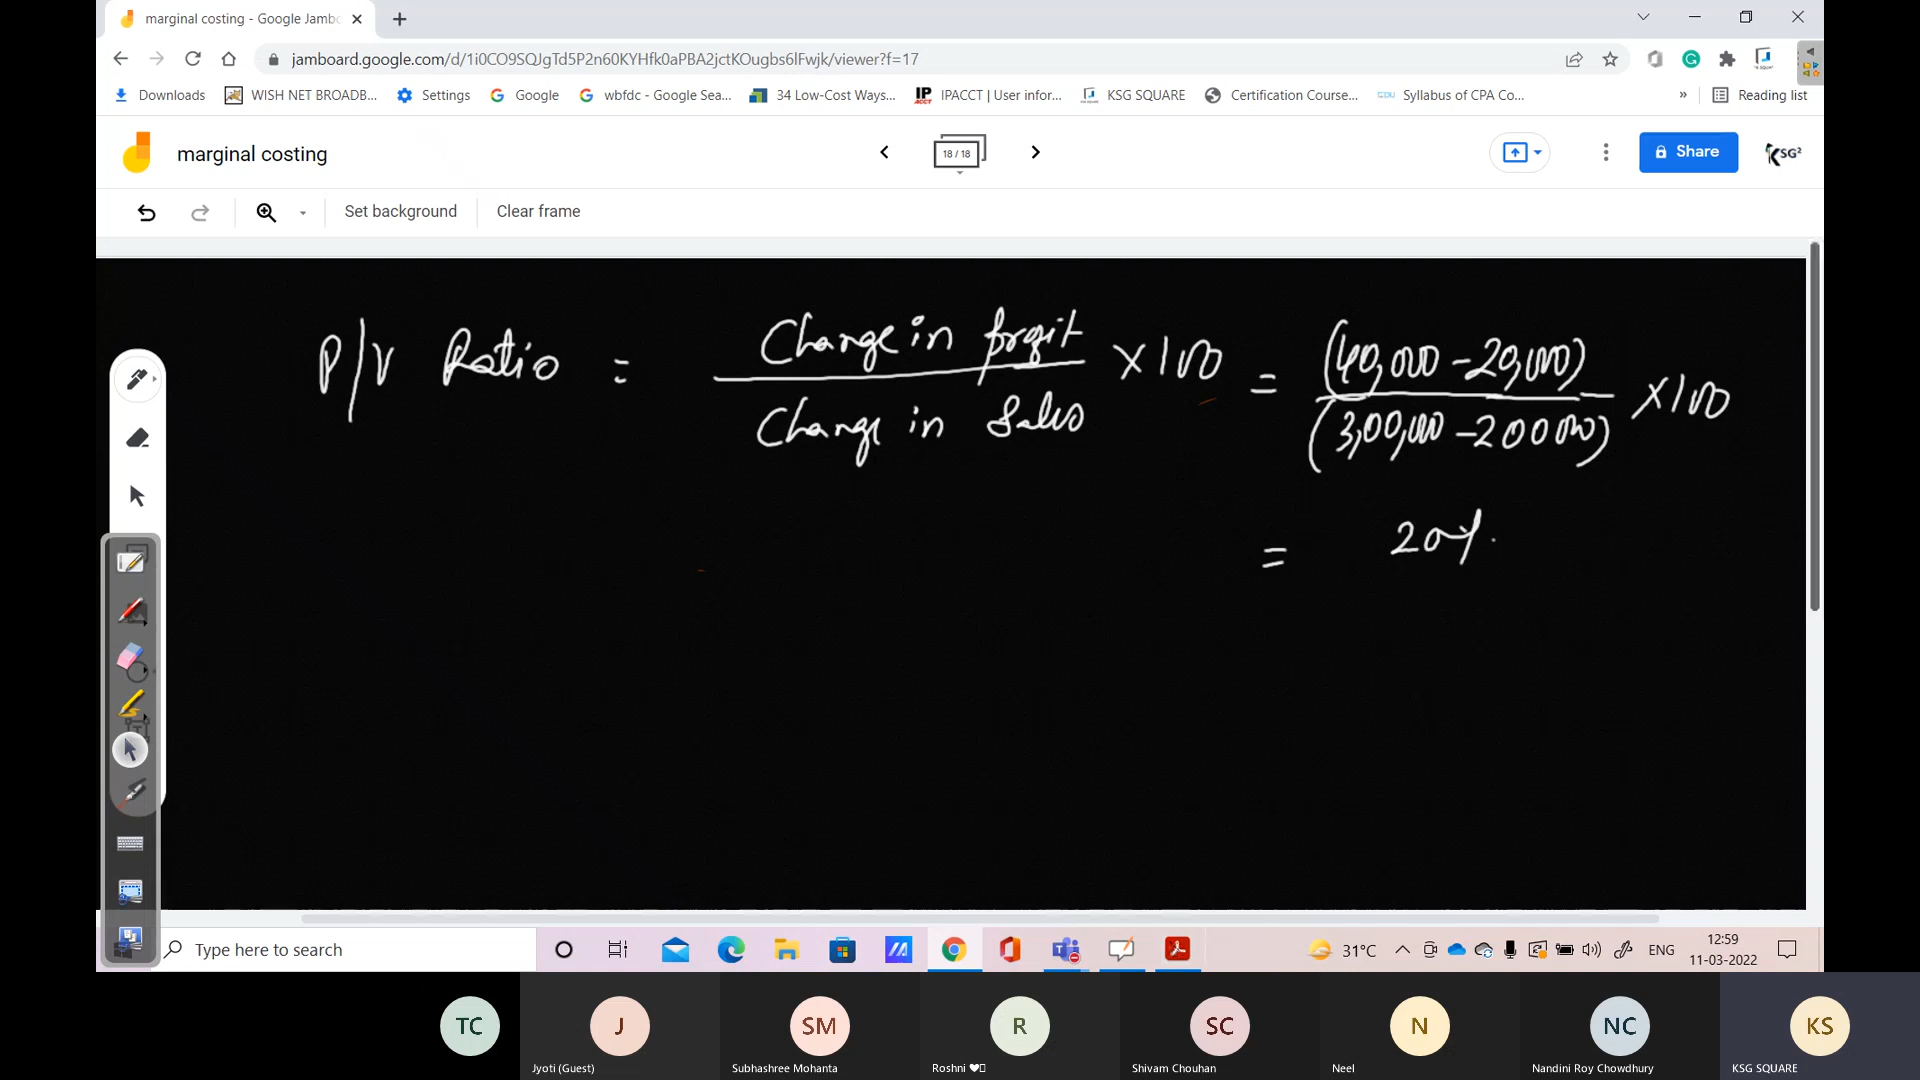 marginal costing - Google Jambo
jamboard.google.com/d/1i0CO9SQJgTd5P2n60KYHfk0aPBA2jctKOugbs6lFwjk/viewer?f=17
Downloads WISH NET BROADB... Settings Google wbfdc - Google Sea... 34 Low-Cost Ways... IPACCT | User infor... KSG SQUARE Certification Course... Syllabus of CPA Co... » Reading list
marginal costing 18 / 18 Share KSG²
Set background Clear frame
P/V Ratio = Change in profit / Change in Sales × 100 = (40,000 - 20,000) / (3,00,000 - 200000) × 100
= 20%
Type here to search 31°C ENG 12:59
11-03-2022
TC J SM R SC N NC KS
Jyoti (Guest) Subhashree Mohanta Roshni ❤ Shivam Chouhan Neel Nandini Roy Chowdhury KSG SQUARE